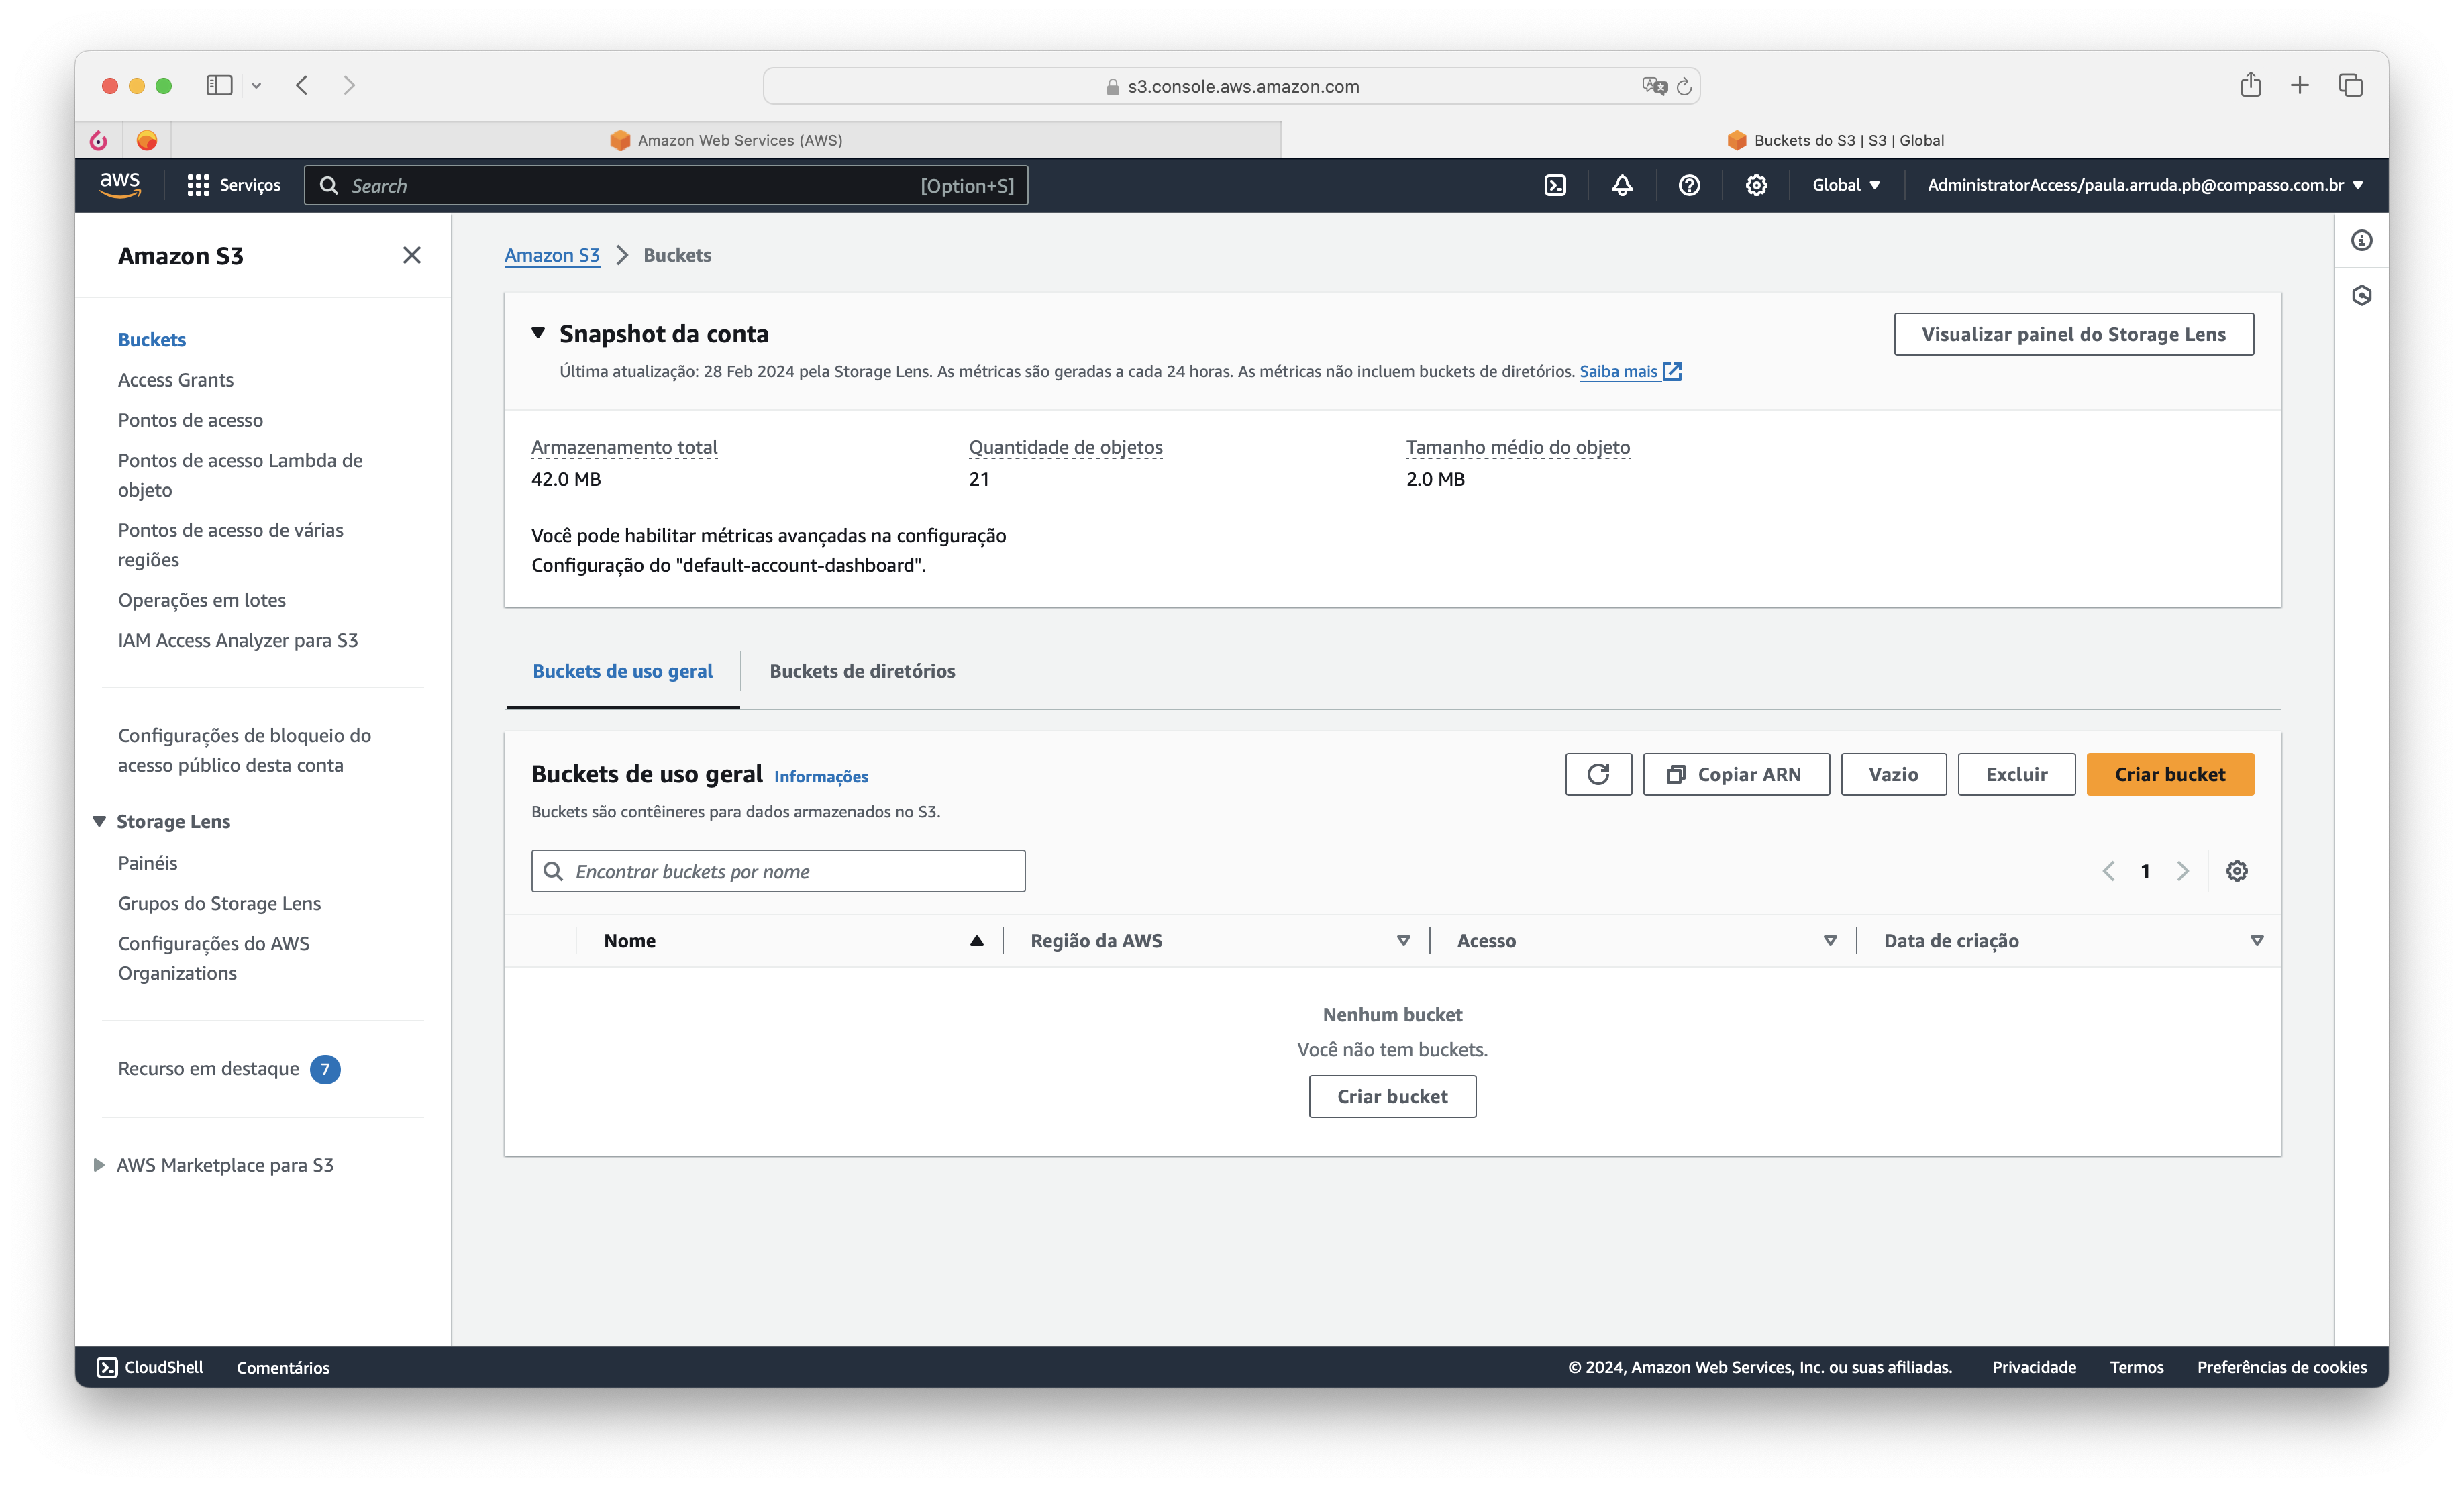 s3.console.aws.amazon.com
Amazon Web Services (AWS)
Buckets do S3 | S3 | Global
aws
Serviços
Search
[Option+S]
Global
AdministratorAccess/paula.arruda.pb@compasso.com.br
Amazon S3
Buckets
Access Grants
Pontos de acesso
Pontos de acesso Lambda de
objeto
Pontos de acesso de várias
regiões
Operações em lotes
IAM Access Analyzer para S3
Configurações de bloqueio do
acesso público desta conta
Storage Lens
Painéis
Grupos do Storage Lens
Configurações do AWS
Organizations
Recurso em destaque 7
AWS Marketplace para S3
Amazon S3 > Buckets
Snapshot da conta
Última atualização: 28 Feb 2024 pela Storage Lens. As métricas são geradas a cada 24 horas. As métricas não incluem buckets de diretórios. Saiba mais
Visualizar painel do Storage Lens
Armazenamento total
42.0 MB
Quantidade de objetos
21
Tamanho médio do objeto
2.0 MB
Você pode habilitar métricas avançadas na configuração
Configuração do "default-account-dashboard".
Buckets de uso geral
Buckets de diretórios
Buckets de uso geral Informações
Buckets são contêineres para dados armazenados no S3.
Copiar ARN
Vazio
Excluir
Criar bucket
Encontrar buckets por nome
1
Nome
Região da AWS
Acesso
Data de criação
Nenhum bucket
Você não tem buckets.
Criar bucket
CloudShell
Comentários
© 2024, Amazon Web Services, Inc. ou suas afiliadas.
Privacidade
Termos
Preferências de cookies